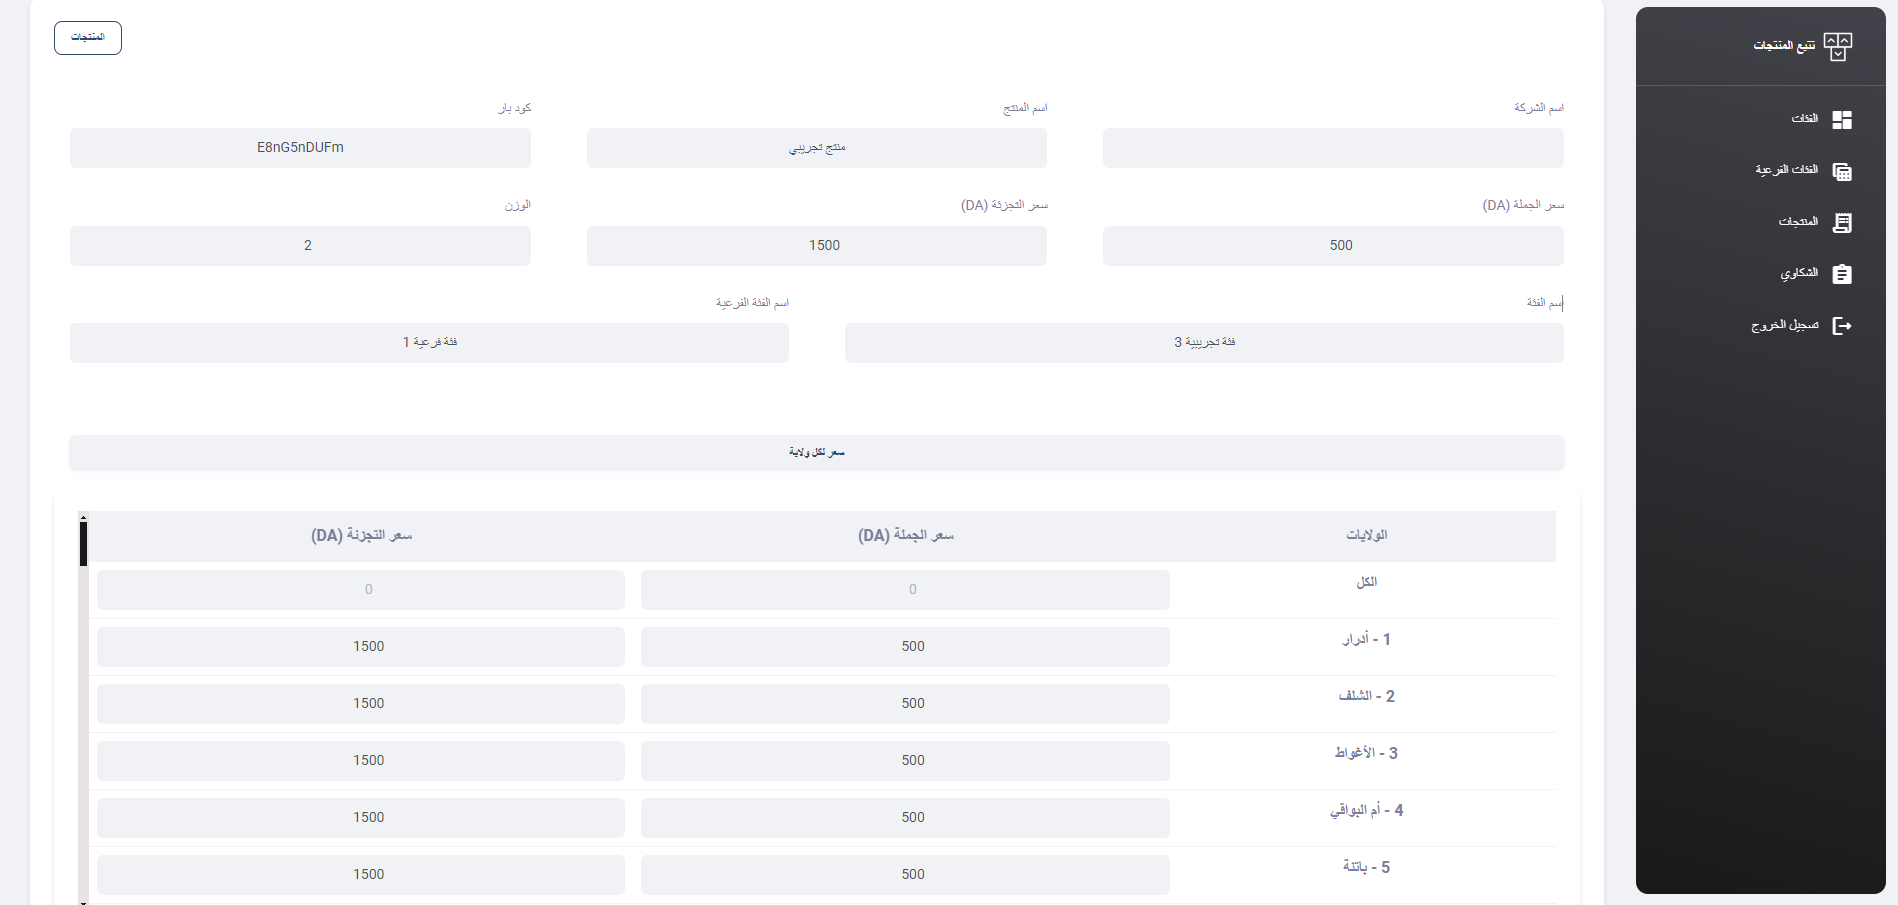 تتبع المنتجات
الفئات
الفئات الفرعية
المنتجات
الشكاوي
تسجيل الخروج
المنتجات
اسم الشركة
اسم المنتج
كود بار
منتج تجريبي
E8nG5nDUFm
سعر الجملة (DA)
سعر التجزئة (DA)
الوزن
500
1500
2
اسم الفئة
اسم الفئة الفرعية
فئة تجريبية 3
فئة فرعية 1
سعر لكل ولاية
الولايات
سعر الجملة (DA)
سعر التجزئة (DA)
الكل
0
0
1 - أدرار
500
1500
2 - الشلف
500
1500
3 - الأغواط
500
1500
4 - أم البواقي
500
1500
5 - باتنة
500
1500